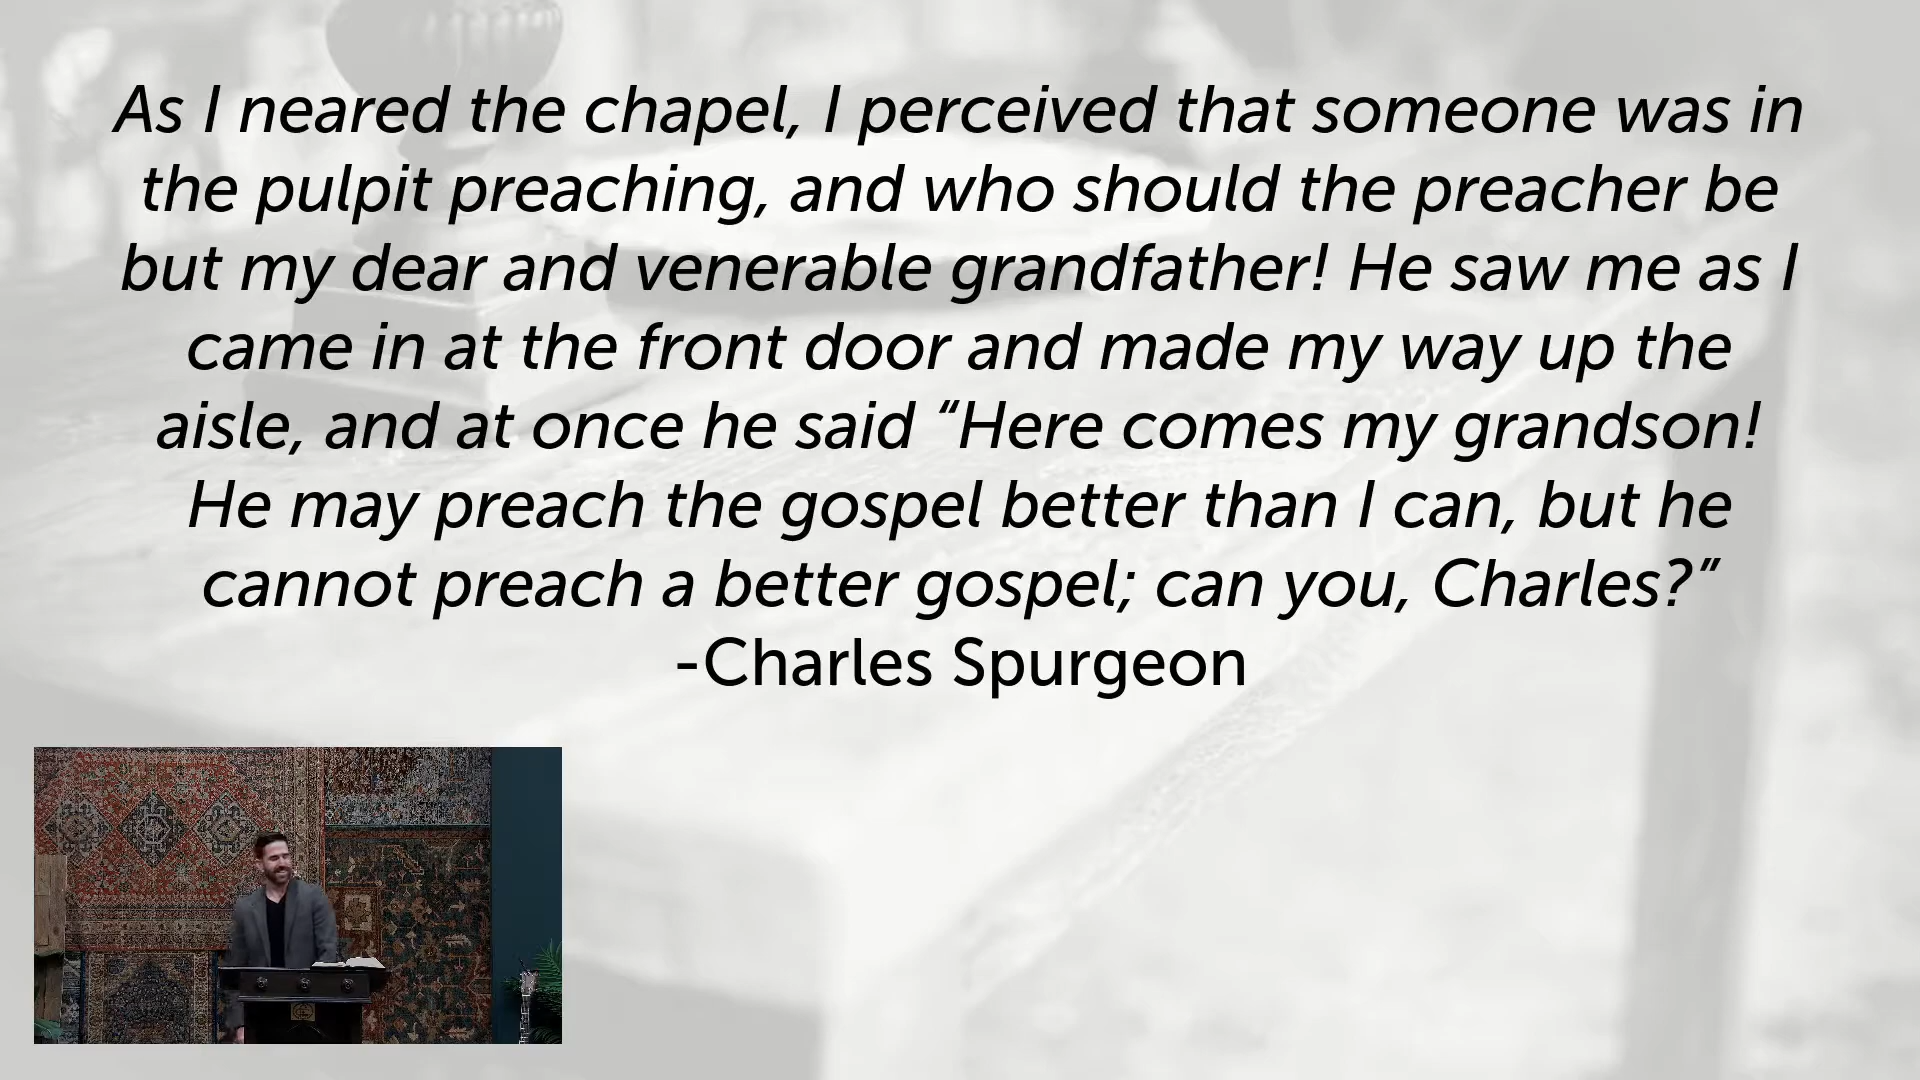 As I neared the chapel, I perceived that someone was in
the pulpit preaching, and who should the preacher be
but my dear and venerable grandfather! He saw me as I
came in at the front door and made my way up the
aisle, and at once he said “Here comes my grandson!
He may preach the gospel better than I can, but he
cannot preach a better gospel; can you, Charles?”
-Charles Spurgeon